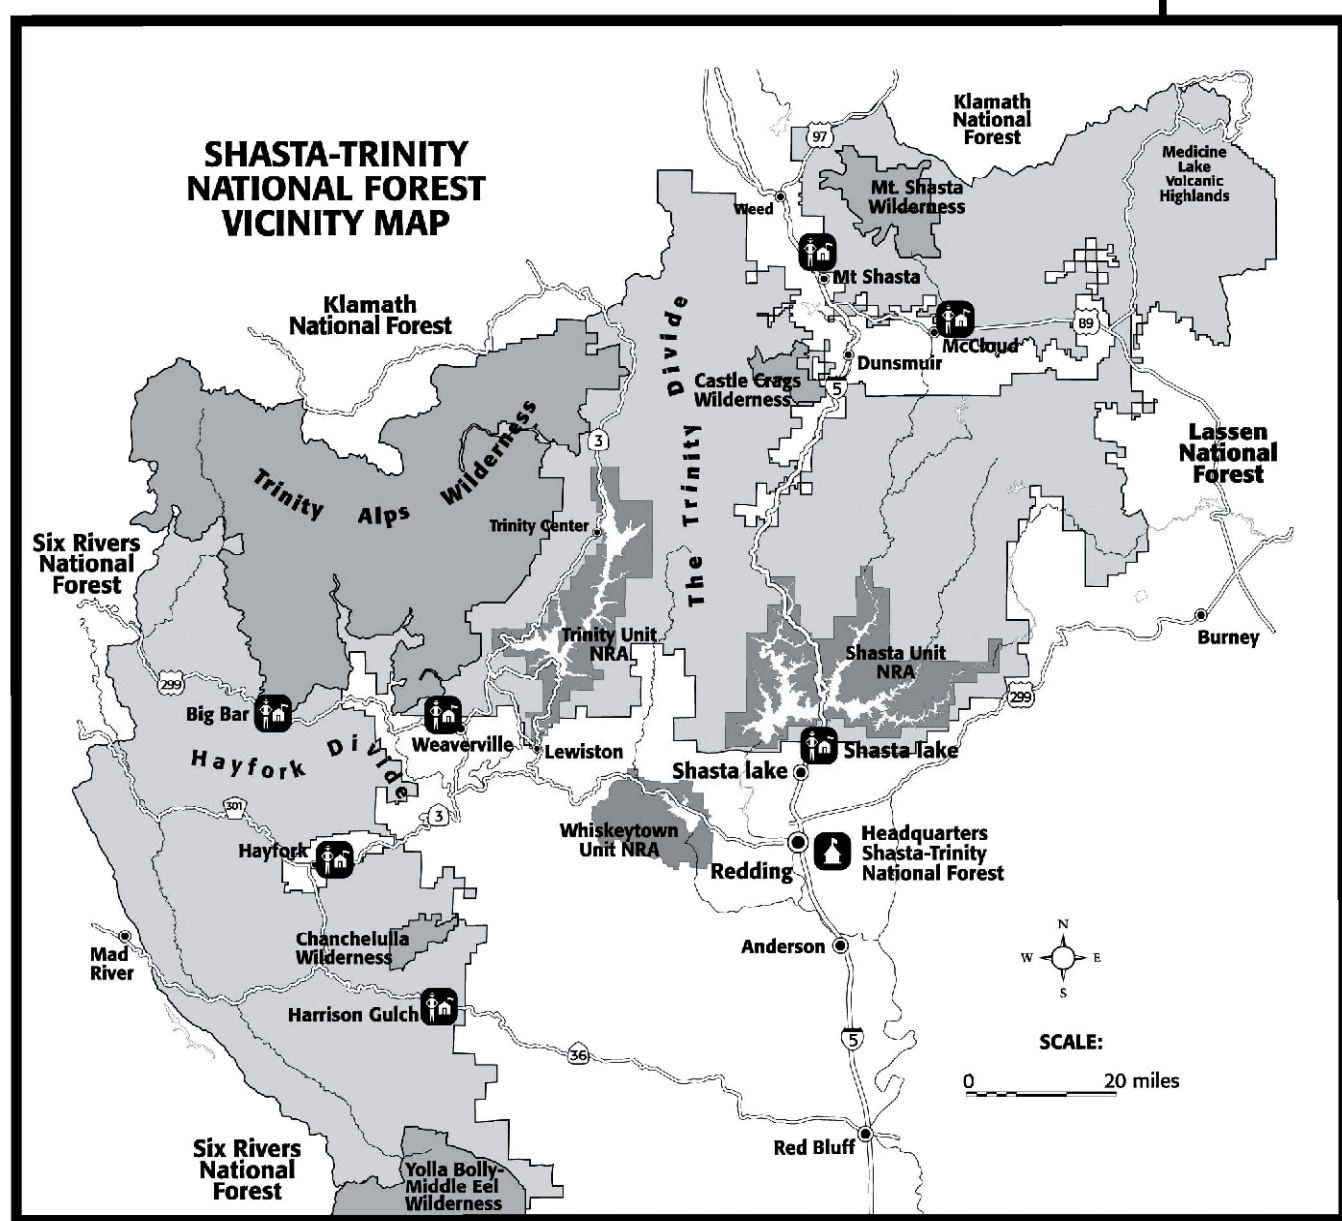 SHASTA-TRINITY
NATIONAL FOREST
VICINITY MAP
Klamath
National
Forest
97
Medicine
Lake
Volcanic
Highlands
Mt. Shasta
Wilderness
Weed
Mt Shasta
Klamath
National Forest
The Trinity Divide
89
McCloud
Dunsmuir
Castle Crags
Wilderness
5
3
Lassen
National
Forest
Trinity Alps Wilderness
Trinity Center
Six Rivers
National
Forest
Trinity Unit
NRA
Shasta Unit
NRA
Burney
299
299
Big Bar
Weaverville
Lewiston
Shasta lake
Shasta lake
Hayfork Divide
301
3
Whiskeytown
Unit NRA
Headquarters
Shasta-Trinity
National Forest
Hayfork
Redding
Mad
River
Chanchelulla
Wilderness
Anderson
N
W E
S
Harrison Gulch
36
5
SCALE:
0 20 miles
Red Bluff
Six Rivers
National
Forest
Yolla Bolly-
Middle Eel
Wilderness